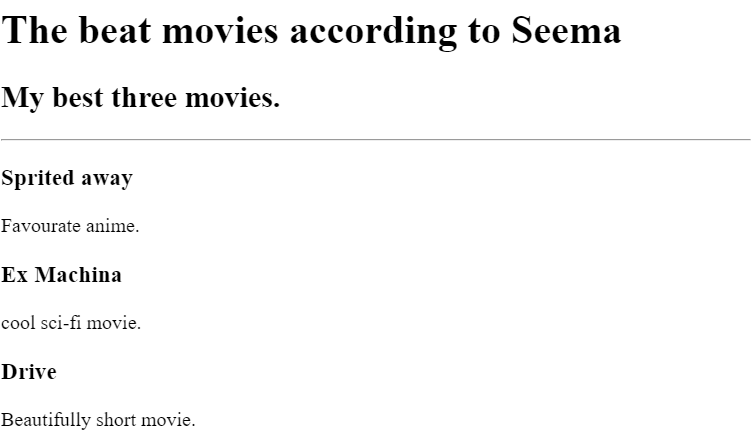 The beat movies according to Seema
My best three movies.
Sprited away
Favourate anime.
Ex Machina
cool sci-fi movie.
Drive
Beautifully short movie.